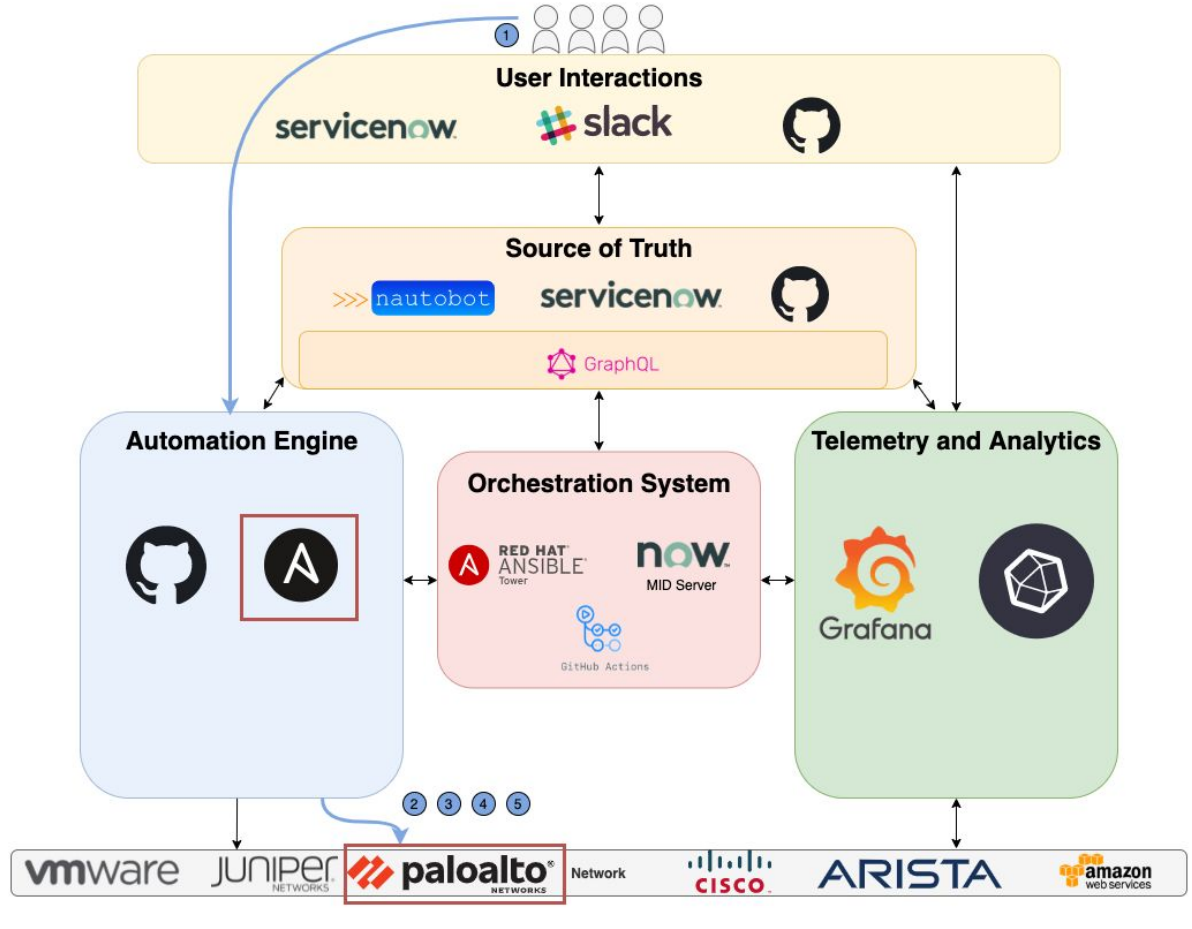 1
User Interactions
servicenow
slack
Source of Truth
>>> nautobot
servicenow
GraphQL
Automation Engine
Orchestration System
RED HAT®
ANSIBLE®
Tower
now
MID Server
GitHub Actions
Telemetry and Analytics
Grafana
2 3 4 5
vmware
JUNIPER
NETWORKS
paloalto®
NETWORKS
Network
CISCO
ARISTA
amazon
web services